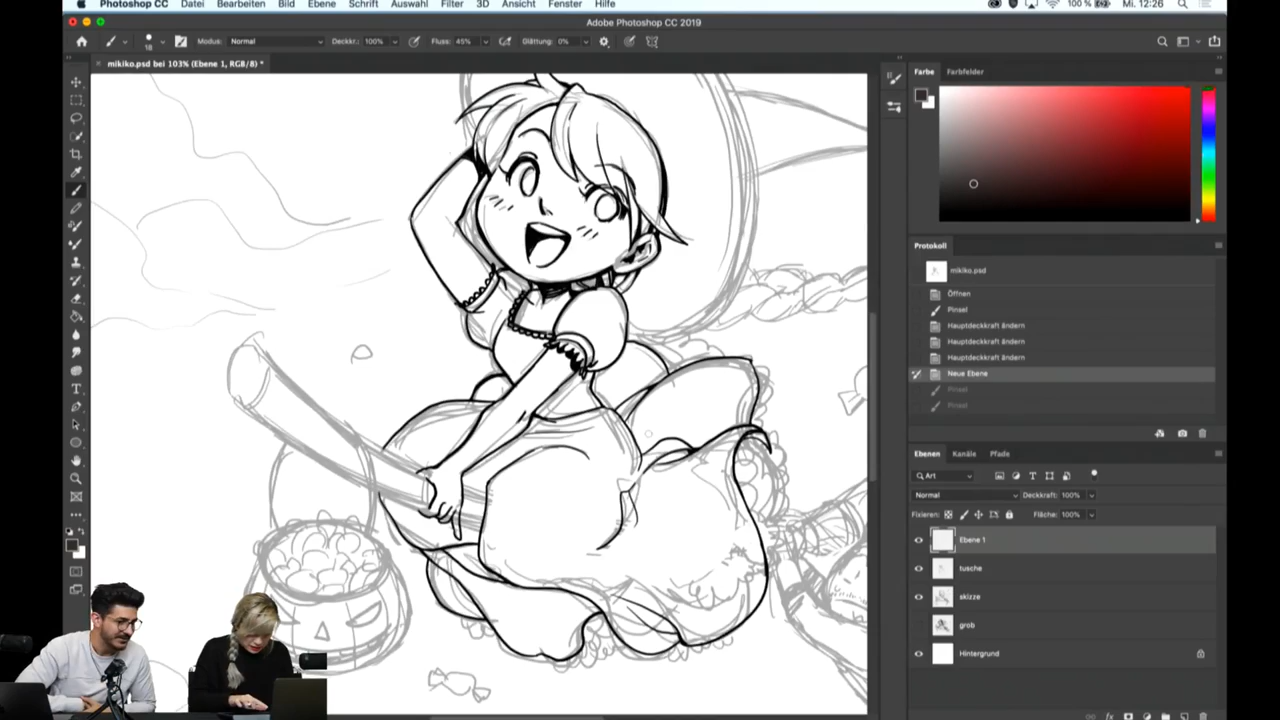 Photoshop CC Datei Bearbeiten Bild Ebene Schrift Auswahl Filter 3D Ansicht Fenster Hilfe 100 % Mi. 12:26
Adobe Photoshop CC 2019
18 Modus: Normal Deckkr.: 100% Fluss: 45% Glättung: 0%
mikiko.psd bei 103% (Ebene 1, RGB/8) *
Farbe Farbfelder
Protokoll
mikiko.psd
Öffnen
Pinsel
Hauptdeckkraft ändern
Hauptdeckkraft ändern
Hauptdeckkraft ändern
Neue Ebene
Pinsel
Pinsel
Ebenen Kanäle Pfade
Art
Normal Deckkraft: 100%
Fixieren: Fläche: 100%
Ebene 1
tusche
skizze
grob
Hintergrund
fx